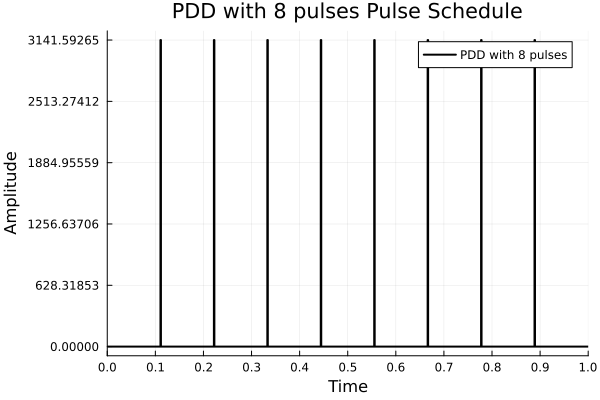 PDD with 8 pulses Pulse Schedule
3141.59265
2513.27412
1884.95559
1256.63706
628.31853
0.00000
Amplitude
PDD with 8 pulses
0.0 0.1 0.2 0.3 0.4 0.5 0.6 0.7 0.8 0.9 1.0
Time